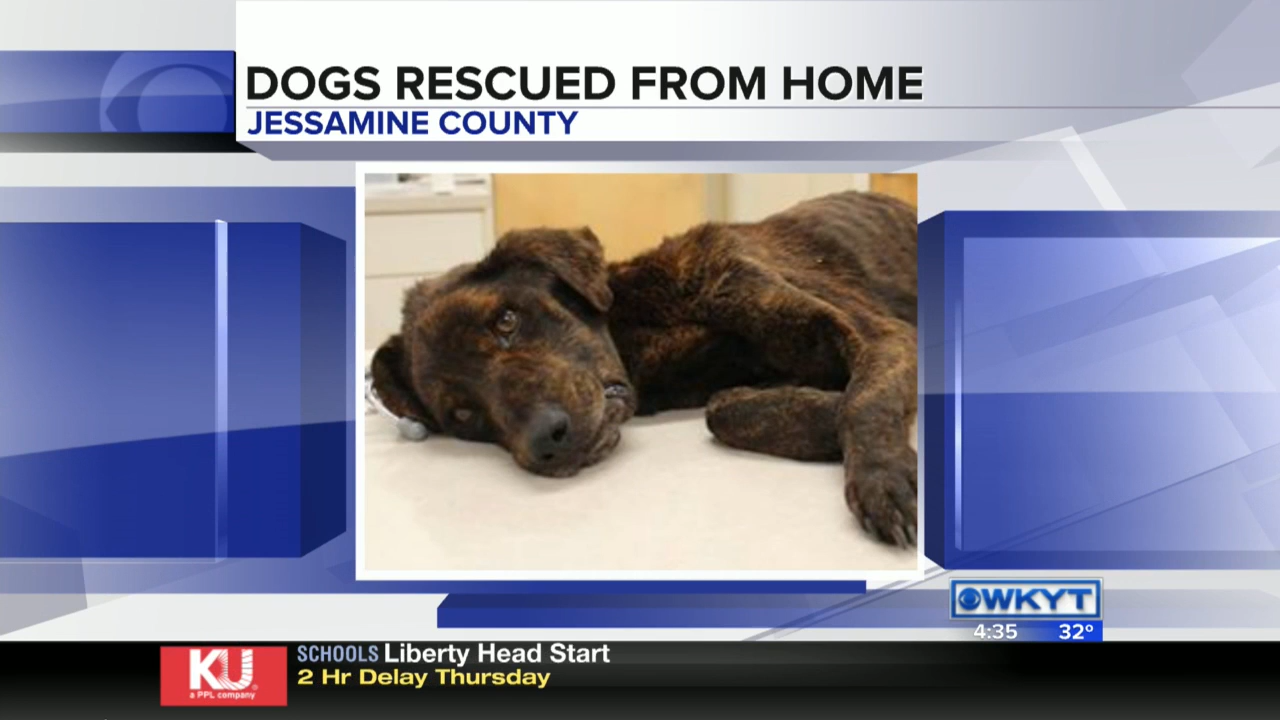 DOGS RESCUED FROM HOME
JESSAMINE COUNTY
WKYT
4:35 32°
KU®
a PPL company
SCHOOLS Liberty Head Start
2 Hr Delay Thursday